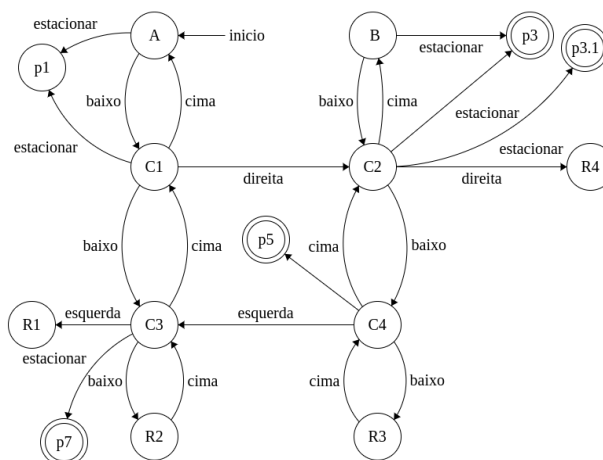 estacionar
A
inicio
B
estacionar
p3
p3.1
p1
baixo
cima
baixo
cima
estacionar
estacionar
estacionar
C1
direita
C2
direita
R4
baixo
cima
p5
cima
baixo
R1
esquerda
C3
esquerda
C4
estacionar
baixo
cima
cima
baixo
p7
R2
R3